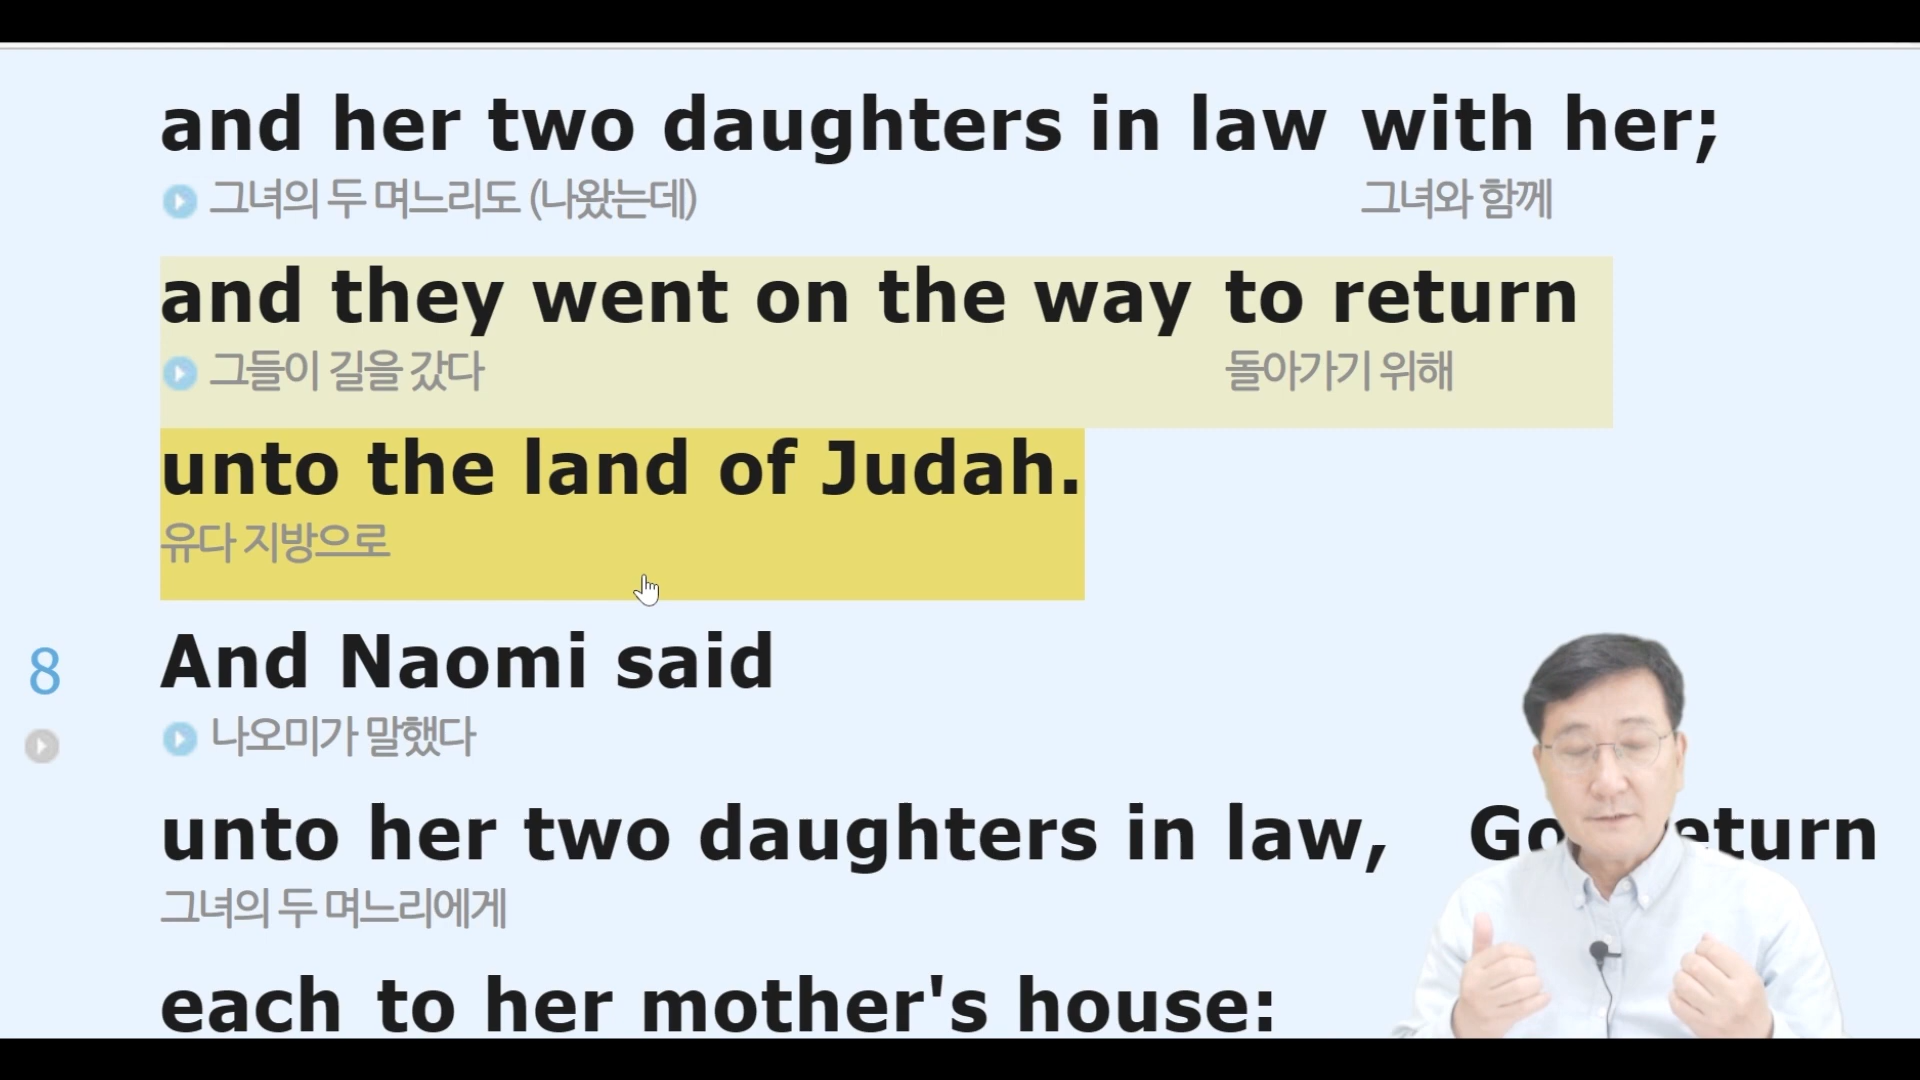 and her two daughters in law with her;
그녀의 두 며느리도 (나왔는데) 그녀와 함께
and they went on the way to return
그들이 길을 갔다 돌아가기 위해
unto the land of Judah.
유다 지방으로
8 And Naomi said
나오미가 말했다
unto her two daughters in law, Go eturn
그녀의 두 며느리에게
each to her mother's house: